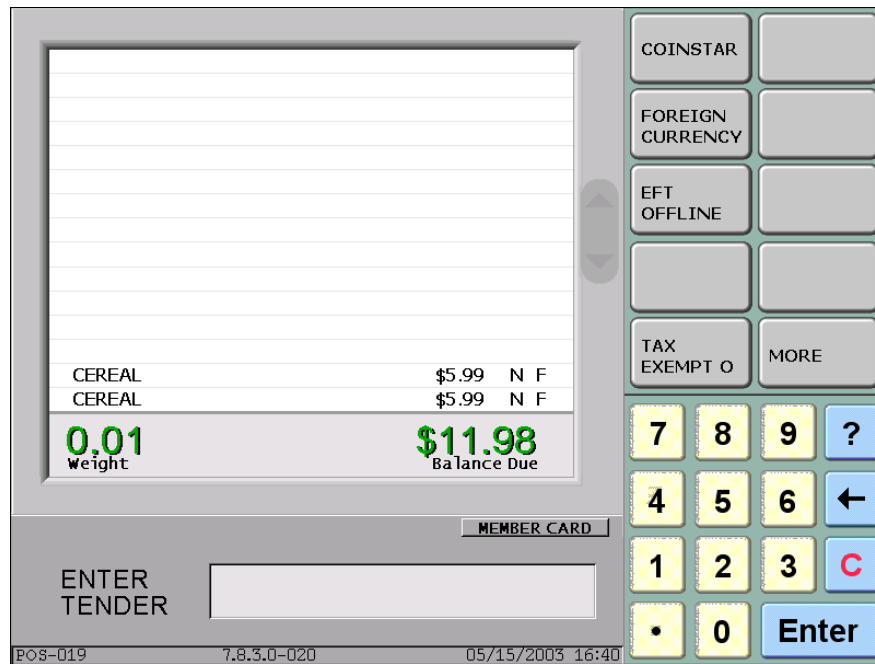 COINSTAR
FOREIGN
CURRENCY
EFT
OFFLINE
TAX
EXEMPT O
MORE
CEREAL $5.99 N F
CEREAL $5.99 N F
0.01 $11.98
Weight Balance Due
7 8 9 ?
4 5 6 ←
MEMBER CARD
1 2 3 C
ENTER
TENDER
. 0 Enter
POS-019 7.8.3.0-020 05/15/2003 16:40